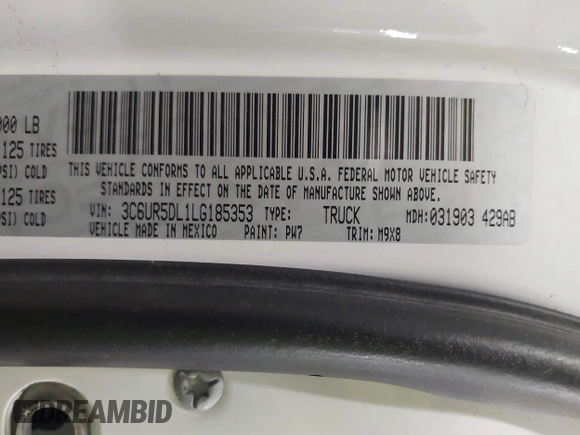 000 LB
125 TIRES
PSI) COLD
125 TIRES
PSI) COLD
THIS VEHICLE CONFORMS TO ALL APPLICABLE U.S.A. FEDERAL MOTOR VEHICLE SAFETY
STANDARDS IN EFFECT ON THE DATE OF MANUFACTURE SHOWN ABOVE.
VIN: 3C6UR5DL1LG185353 TYPE: TRUCK MDH: 031903 429AB
VEHICLE MADE IN MEXICO PAINT: PW7 TRIM: M9X8
DREAMBID